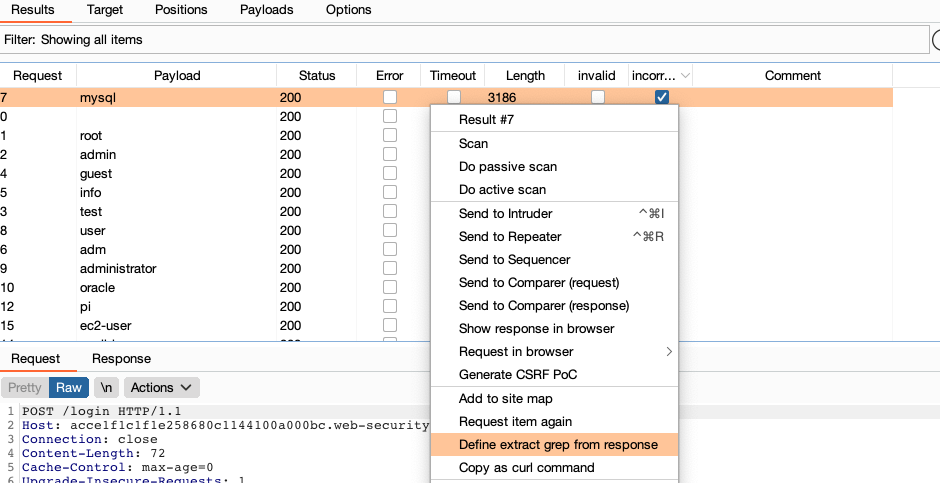 Results Target Positions Payloads Options
Filter: Showing all items
Request Payload Status Error Timeout Length invalid incorr... Comment
7 mysql 200 3186
0 200
1 root 200
2 admin 200
4 guest 200
5 info 200
3 test 200
8 user 200
6 adm 200
9 administrator 200
10 oracle 200
12 pi 200
15 ec2-user 200
Result #7
Scan
Do passive scan
Do active scan
Send to Intruder ^⌘I
Send to Repeater ^⌘R
Send to Sequencer
Send to Comparer (request)
Send to Comparer (response)
Show response in browser
Request in browser
Generate CSRF PoC
Add to site map
Request item again
Define extract grep from response
Copy as curl command
Request Response
Pretty Raw \n Actions
1 POST /login HTTP/1.1
2 Host: acce1f1c1f1e258680c1144100a000bc.web-security
3 Connection: close
4 Content-Length: 72
5 Cache-Control: max-age=0
6 Upgrade-Insecure-Requests: 1